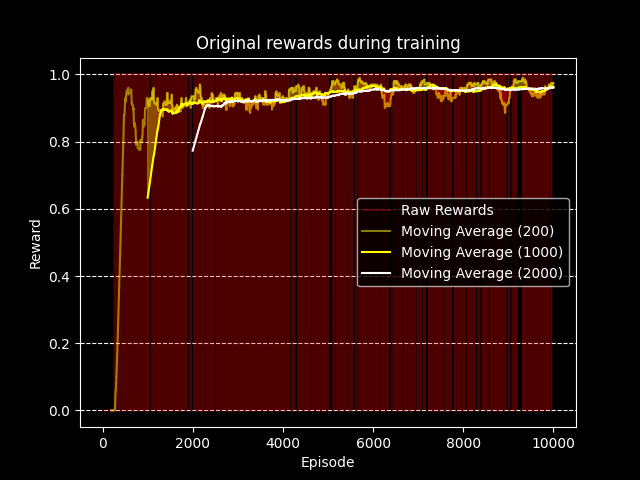 Original rewards during training
1.0
0.8
0.6
0.4
0.2
0.0
Reward
Raw Rewards
Moving Average (200)
Moving Average (1000)
Moving Average (2000)
0 2000 4000 6000 8000 10000
Episode